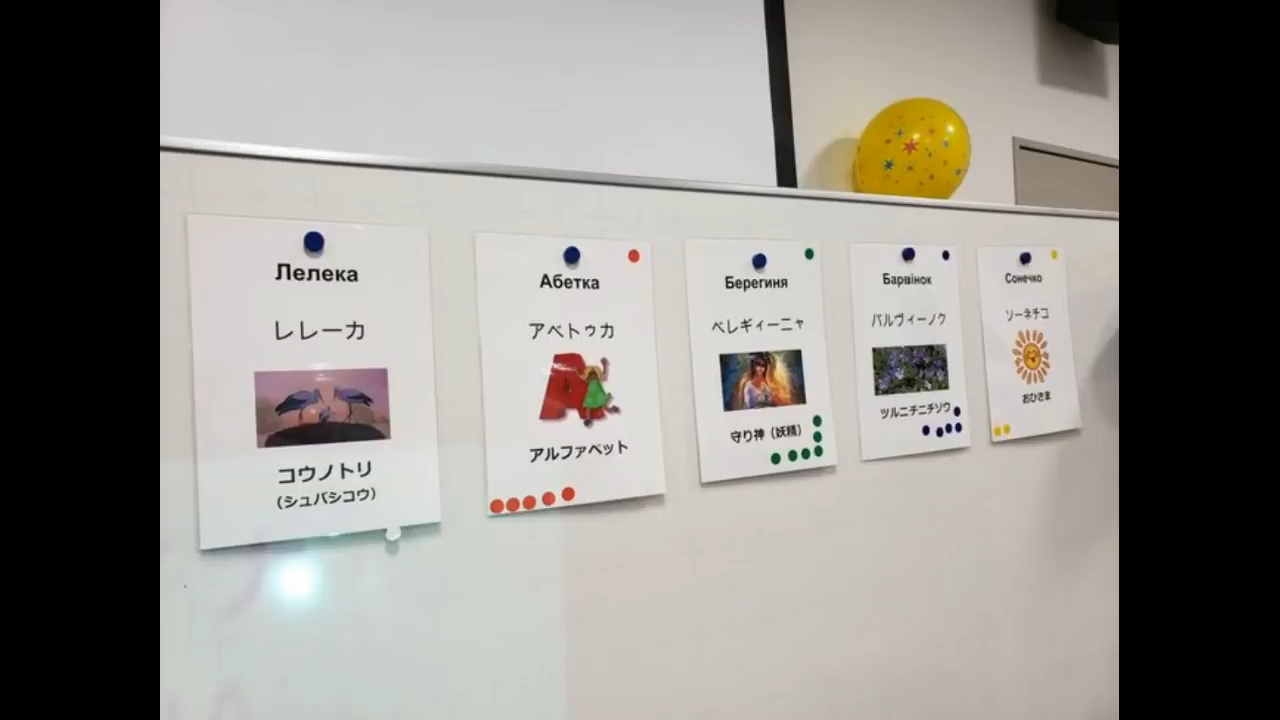 Лелека
レレーカ
コウノトリ
(シュバシコウ)
Абетка
アベトゥカ
A
アルファベット
Берегиня
ベレギィーニャ
守り神（妖精）
Барвінок
バルヴィーノク
ツルニチニチソウ
Сонечко
ソーネチコ
おひさま